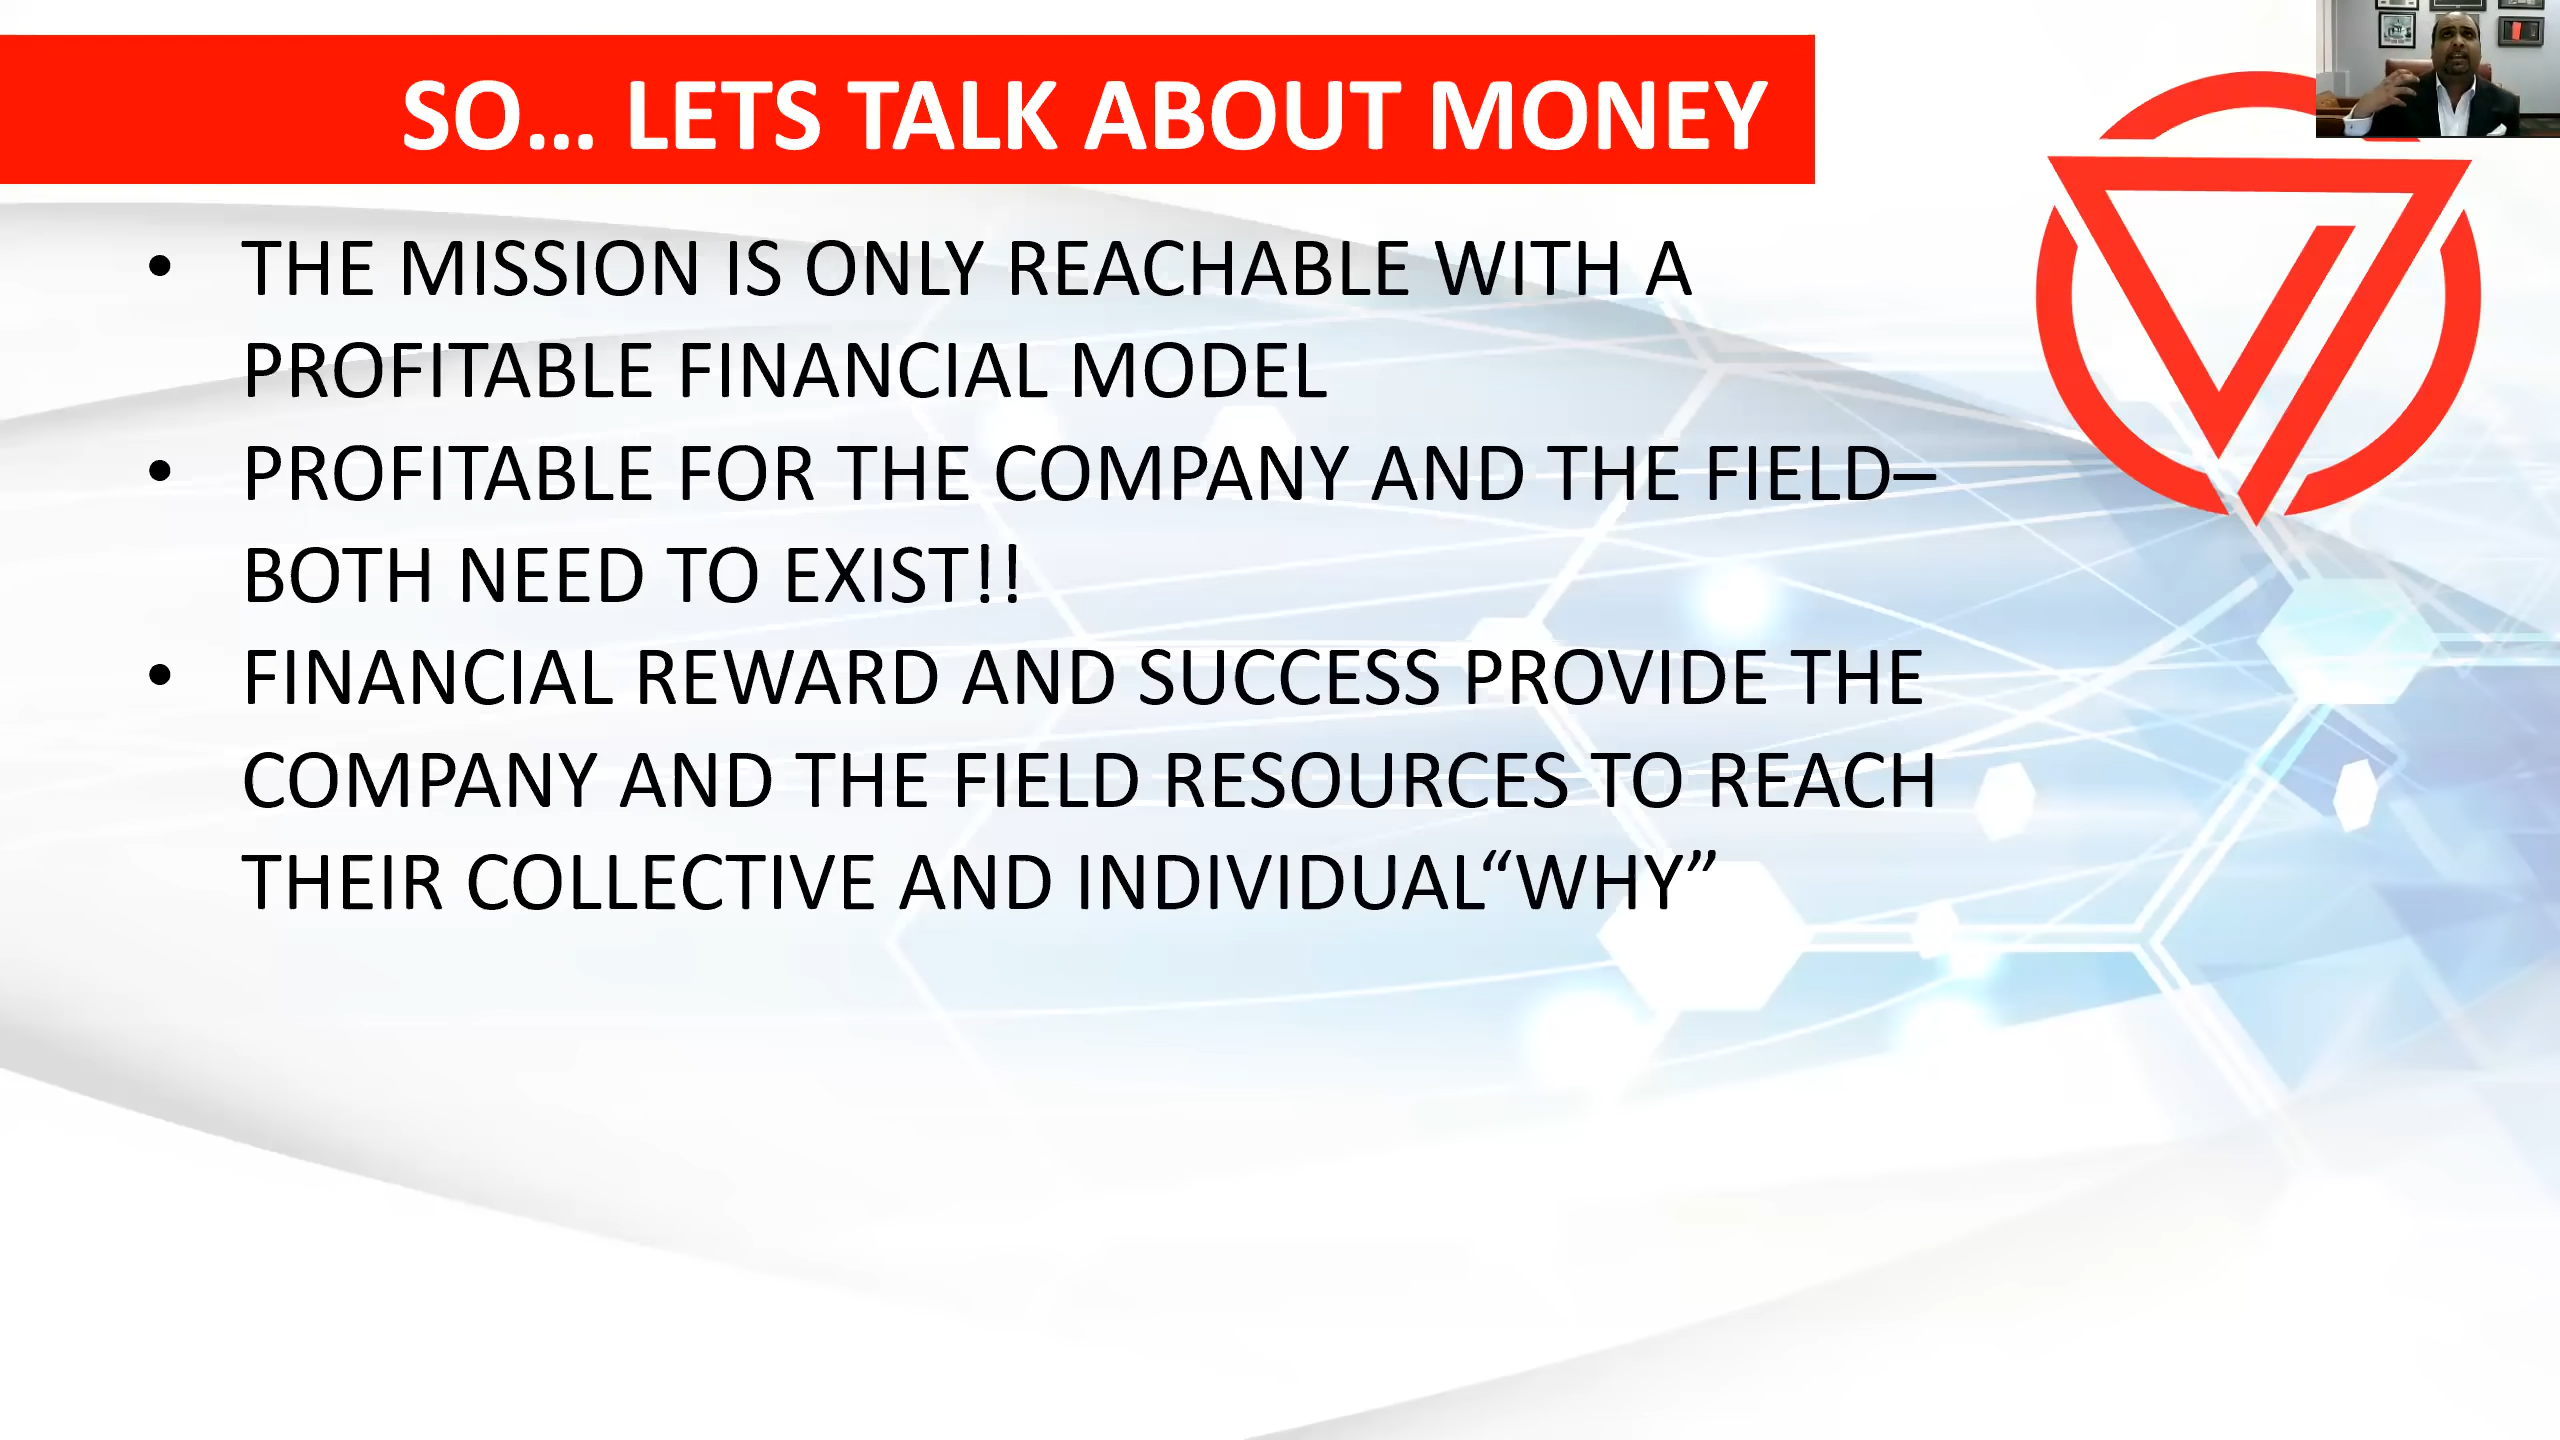 SO... LETS TALK ABOUT MONEY
• THE MISSION IS ONLY REACHABLE WITH A
PROFITABLE FINANCIAL MODEL
• PROFITABLE FOR THE COMPANY AND THE FIELD–
BOTH NEED TO EXIST!!
• FINANCIAL REWARD AND SUCCESS PROVIDE THE
COMPANY AND THE FIELD RESOURCES TO REACH
THEIR COLLECTIVE AND INDIVIDUAL“WHY”